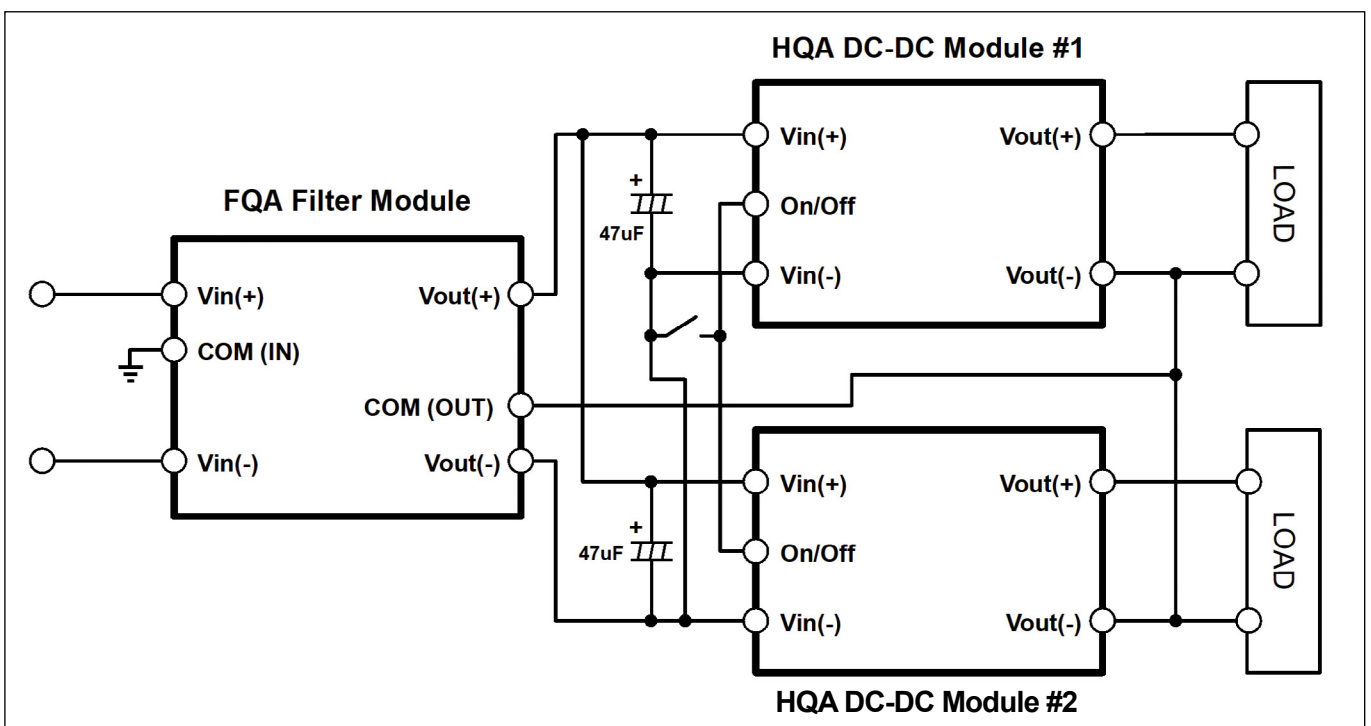 HQA DC-DC Module #1
Vin(+)
Vout(+)
On/Off
Vin(-)
Vout(-)
LOAD
+
47uF
FQA Filter Module
Vin(+)
Vout(+)
COM (IN)
COM (OUT)
Vin(-)
Vout(-)
+
47uF
Vin(+)
Vout(+)
On/Off
Vin(-)
Vout(-)
LOAD
HQA DC-DC Module #2